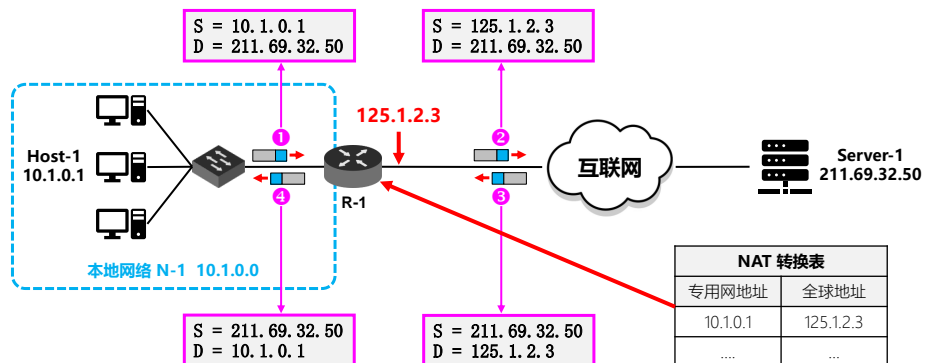 S = 10.1.0.1
D = 211.69.32.50
S = 125.1.2.3
D = 211.69.32.50
125.1.2.3
❶
❷
Host-1
10.1.0.1
互联网
Server-1
211.69.32.50
R-1
❹
❸
本地网络 N-1 10.1.0.0
NAT 转换表
专用网地址 全球地址
10.1.0.1 125.1.2.3
.... ...
S = 211.69.32.50
D = 10.1.0.1
S = 211.69.32.50
D = 125.1.2.3